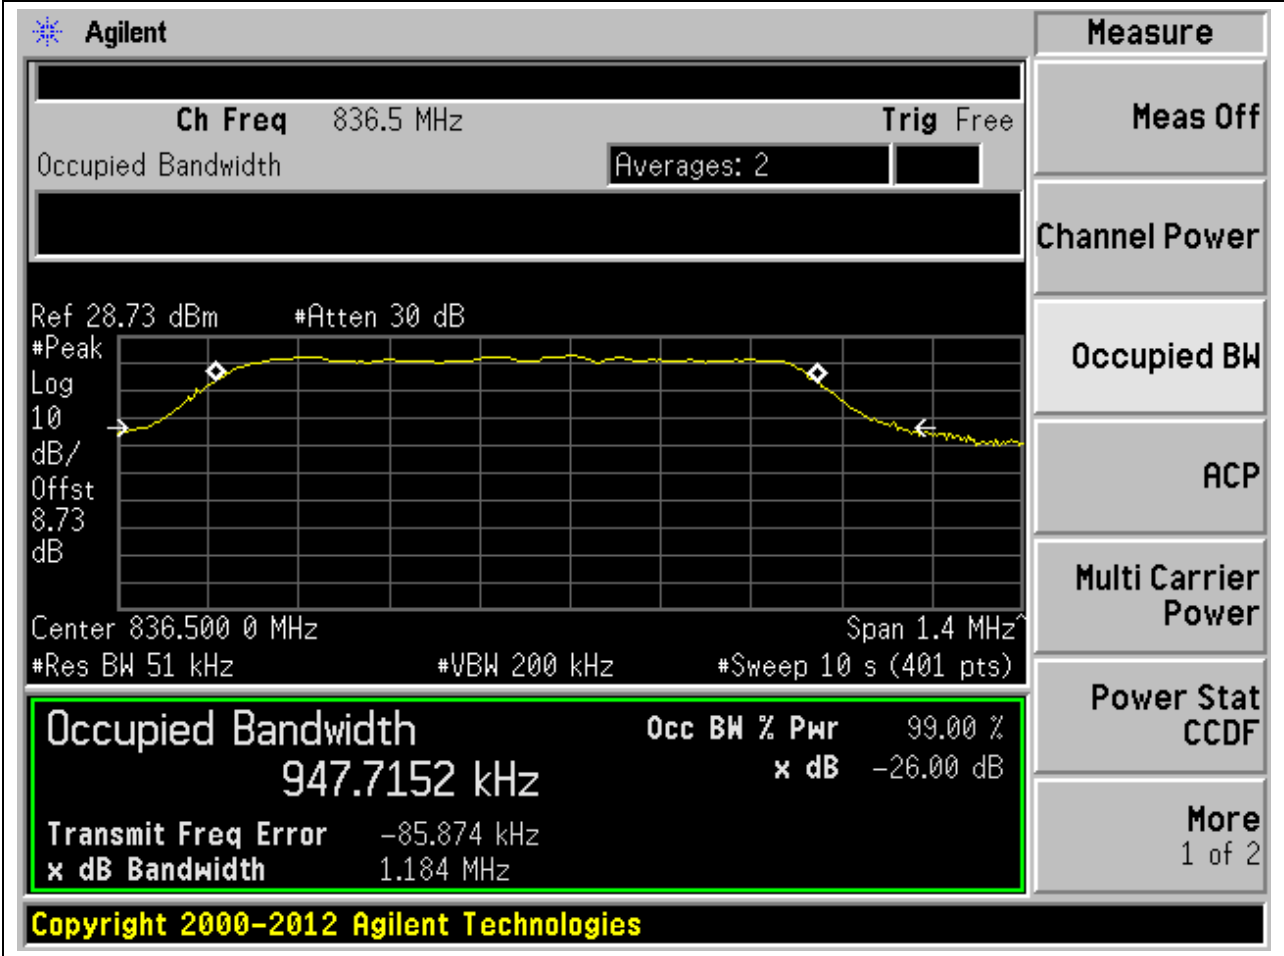 Agilent
Measure
Ch Freq 836.5 MHz Trig Free
Occupied Bandwidth Averages: 2
Meas Off
Channel Power
Occupied BW
ACP
Multi Carrier
Power
Power Stat
CCDF
More
1 of 2
Ref 28.73 dBm #Atten 30 dB
#Peak
Log
10
dB/
Offst
8.73
dB
Center 836.500 0 MHz Span 1.4 MHz^
#Res BW 51 kHz #VBW 200 kHz #Sweep 10 s (401 pts)
Occupied Bandwidth Occ BW % Pwr 99.00 %
947.7152 kHz x dB -26.00 dB
Transmit Freq Error -85.874 kHz
x dB Bandwidth 1.184 MHz
Copyright 2000-2012 Agilent Technologies